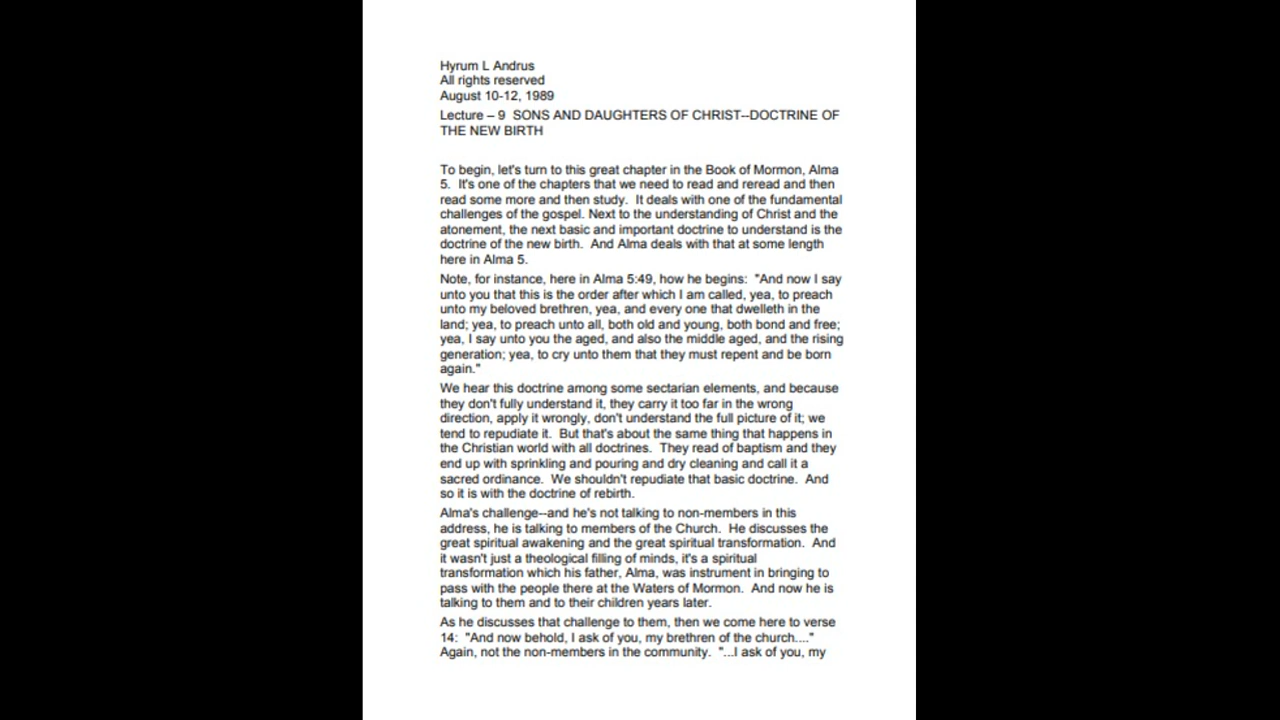 Hyrum L Andrus
All rights reserved
August 10-12, 1989
Lecture – 9  SONS AND DAUGHTERS OF CHRIST--DOCTRINE OF
THE NEW BIRTH
To begin, let's turn to this great chapter in the Book of Mormon, Alma
5.  It's one of the chapters that we need to read and reread and then
read some more and then study.  It deals with one of the fundamental
challenges of the gospel. Next to the understanding of Christ and the
atonement, the next basic and important doctrine to understand is the
doctrine of the new birth.  And Alma deals with that at some length
here in Alma 5.
Note, for instance, here in Alma 5:49, how he begins:  "And now I say
unto you that this is the order after which I am called, yea, to preach
unto my beloved brethren, yea, and every one that dwelleth in the
land; yea, to preach unto all, both old and young, both bond and free;
yea, I say unto you the aged, and also the middle aged, and the rising
generation; yea, to cry unto them that they must repent and be born
again."
We hear this doctrine among some sectarian elements, and because
they don't fully understand it, they carry it too far in the wrong
direction, apply it wrongly, don't understand the full picture of it; we
tend to repudiate it.  But that's about the same thing that happens in
the Christian world with all doctrines.  They read of baptism and they
end up with sprinkling and pouring and dry cleaning and call it a
sacred ordinance.  We shouldn't repudiate that basic doctrine.  And
so it is with the doctrine of rebirth.
Alma's challenge--and he's not talking to non-members in this
address, he is talking to members of the Church.  He discusses the
great spiritual awakening and the great spiritual transformation.  And
it wasn't just a theological filling of minds, it's a spiritual
transformation which his father, Alma, was instrument in bringing to
pass with the people there at the Waters of Mormon.  And now he is
talking to them and to their children years later.
As he discusses that challenge to them, then we come here to verse
14:  "And now behold, I ask of you, my brethren of the church...."
Again, not the non-members in the community.  "...I ask of you, my